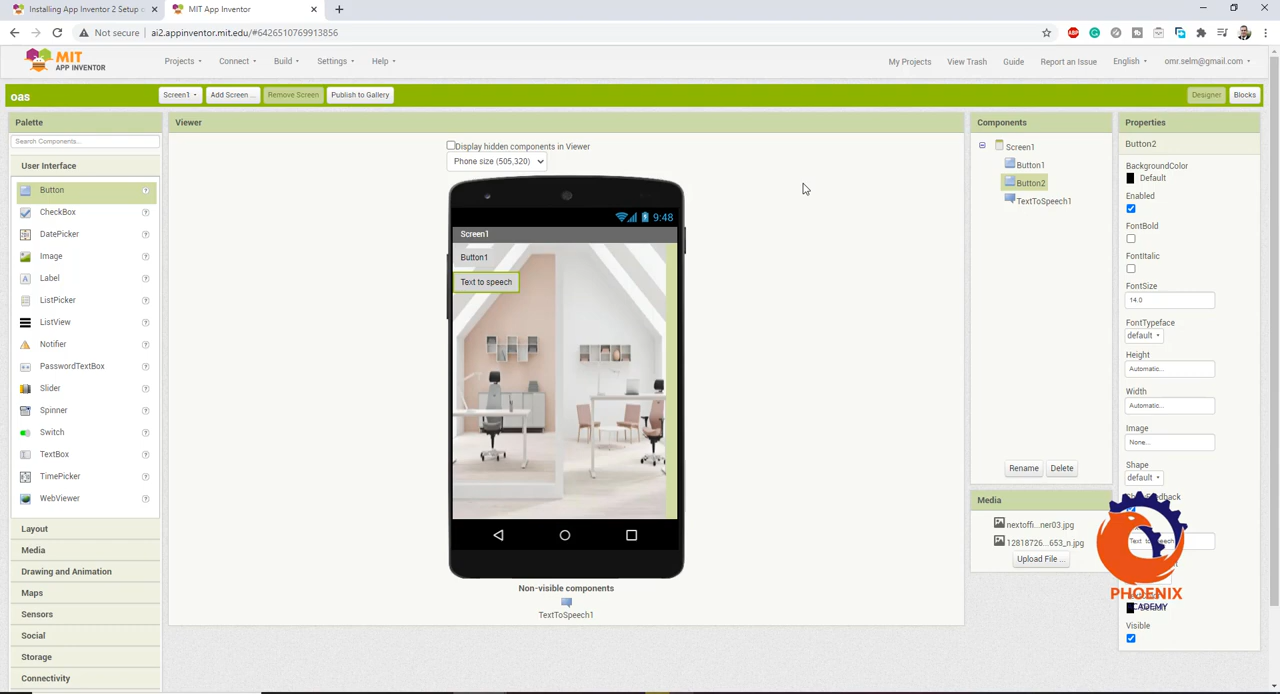 Installing App Inventor 2 Setup
MIT App Inventor
Not secure
ai2.appinventor.mit.edu/#6426510769913856
MIT
APP INVENTOR
Projects
Connect
Build
Settings
Help
My Projects
View Trash
Guide
Report an Issue
English
omr.selm@gmail.com
oas
Screen1
Add Screen ...
Remove Screen
Publish to Gallery
Designer
Blocks
Palette
Viewer
Components
Properties
Search Components...
User Interface
Button
CheckBox
DatePicker
Image
Label
ListPicker
ListView
Notifier
PasswordTextBox
Slider
Spinner
Switch
TextBox
TimePicker
WebViewer
Layout
Media
Drawing and Animation
Maps
Sensors
Social
Storage
Connectivity
Display hidden components in Viewer
Phone size (505,320)
9:48
Screen1
Button1
Text to speech
Non-visible components
TextToSpeech1
Screen1
Button1
Button2
TextToSpeech1
Rename
Delete
Media
nextoffi...ner03.jpg
12818726...653_n.jpg
Upload File ...
Button2
BackgroundColor
Default
Enabled
FontBold
FontItalic
FontSize
14.0
FontTypeface
default
Height
Automatic...
Width
Automatic...
Image
None...
Shape
default
Text to speech
Visible
PHOENIX
ACADEMY